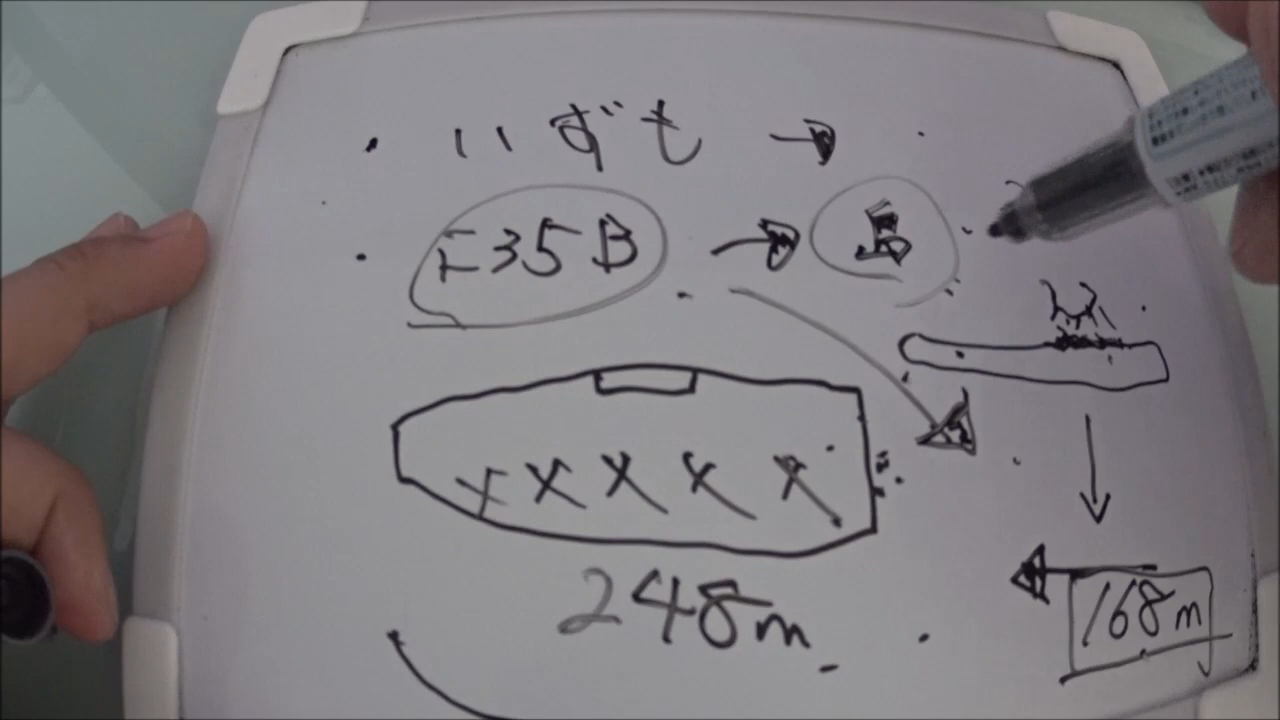 ・いずも →
・F35B → 島
248m
168m